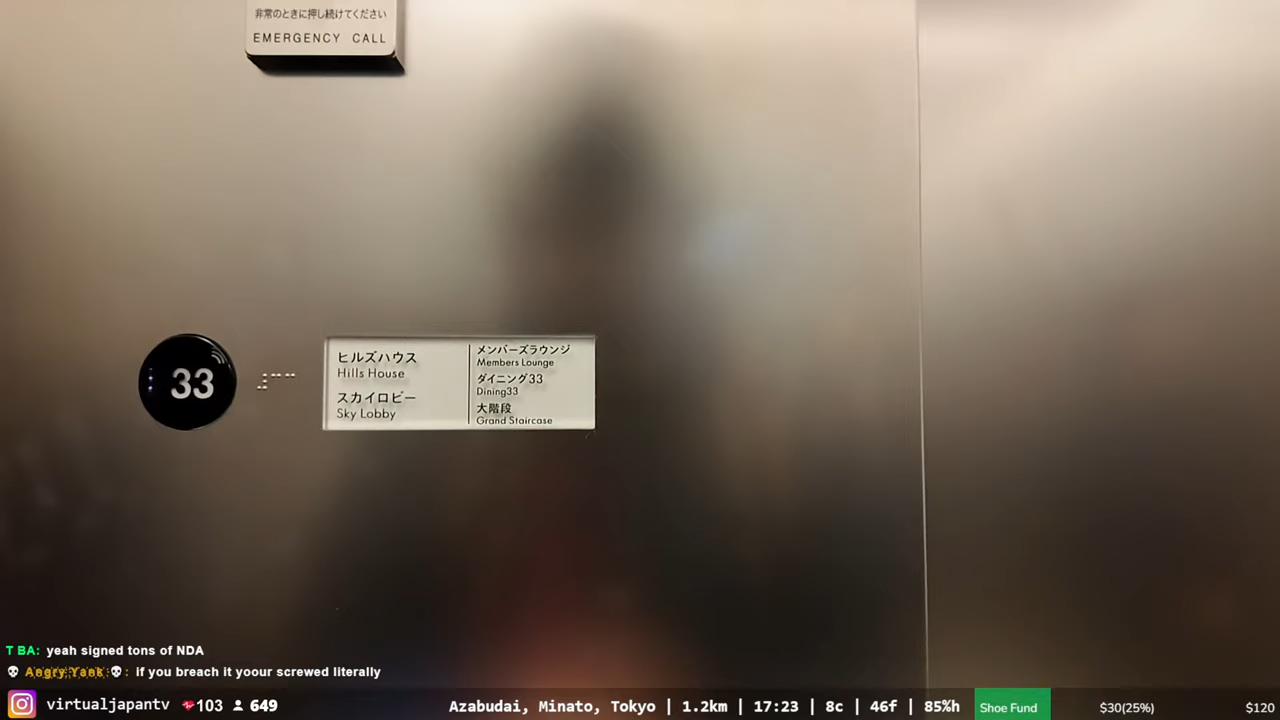 非常のときに押し続けてください
EMERGENCY CALL
33
ヒルズハウス
Hills House
スカイロビー
Sky Lobby
メンバーズラウンジ
Members Lounge
ダイニング33
Dining33
大階段
Grand Staircase
T BA: yeah signed tons of NDA
💀 Angry Yank 💀: if you breach it yoour screwed literally
virtualjapantv 103 649
Azabudai, Minato, Tokyo | 1.2km | 17:23 | 8c | 46f | 85%h
Shoe Fund $30(25%) $120